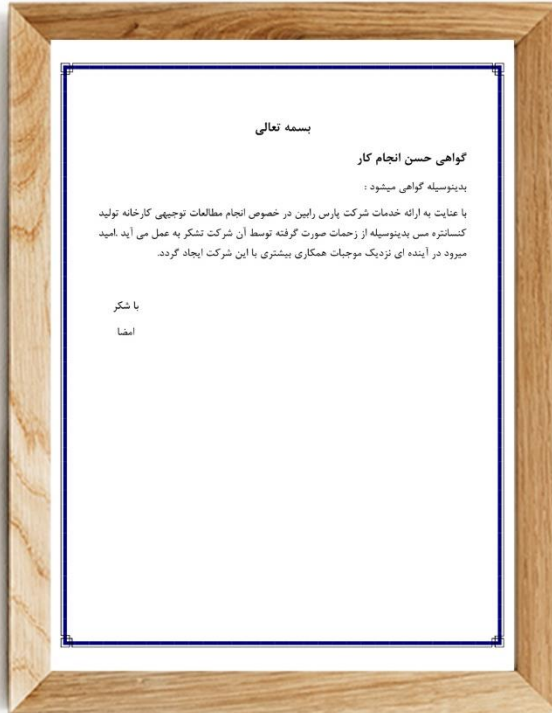 بسمه تعالی
گواهی حسن انجام کار
بدینوسیله گواهی میشود :
با عنایت به ارائه خدمات شرکت پارس رابین در خصوص انجام مطالعات توجیهی کارخانه تولید
کنسانتره مس بدینوسیله از زحمات صورت گرفته توسط آن شرکت تشکر به عمل می آید .امید
میرود در آینده ای نزدیک موجبات همکاری بیشتری با این شرکت ایجاد گردد.
با شکر
امضا